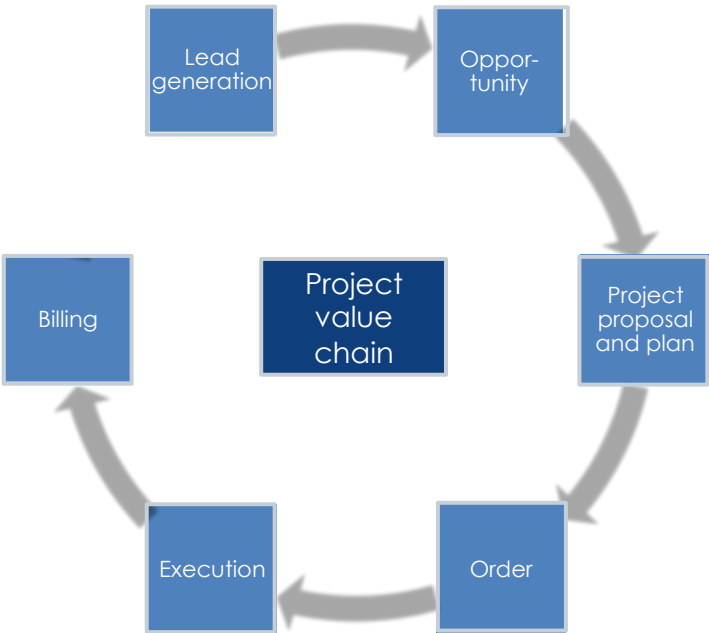 Lead
generation
Oppor-
tunity
Project
proposal
and plan
Order
Execution
Billing
Project
value
chain